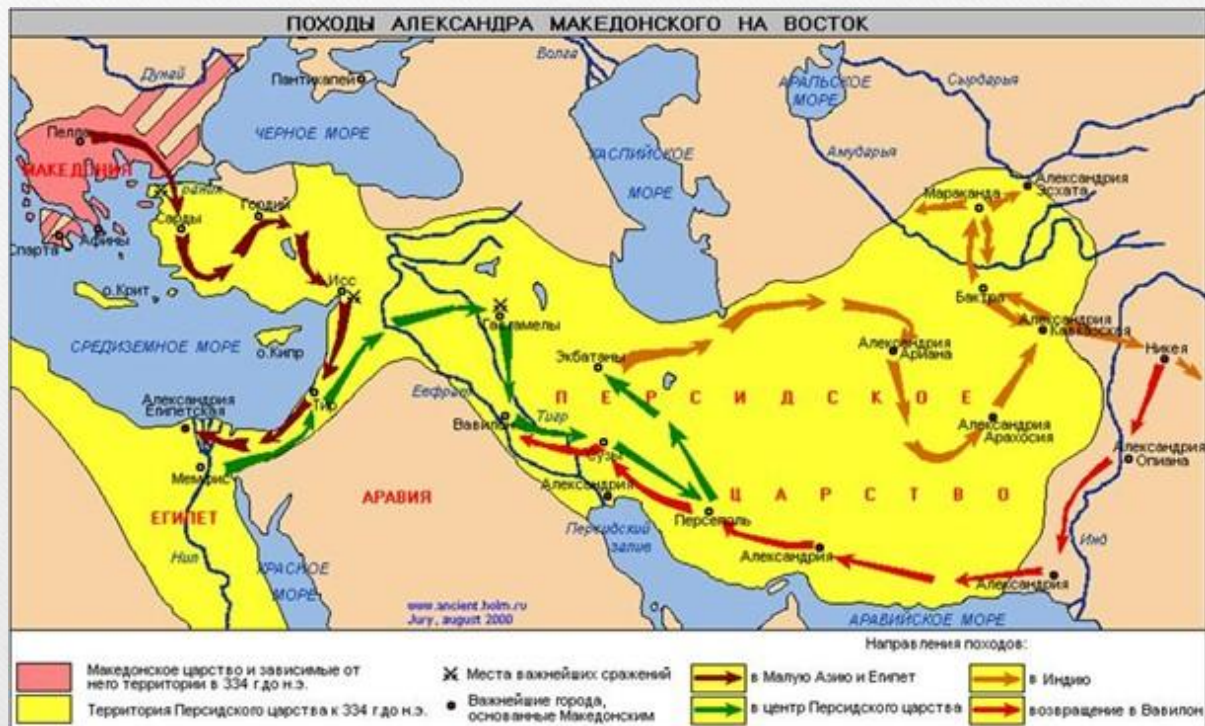 ПОХОДЫ АЛЕКСАНДРА МАКЕДОНСКОГО НА ВОСТОК
Дунай
Волга
Пантикапей
АРАЛЬСКОЕ
МОРЕ
Сырдарья
Пелла
ЧЕРНОЕ МОРЕ
МАКЕДОНИЯ
КАСПИЙСКОЕ
МОРЕ
Амударья
Александрия
Эсхата
Мараканда
Граник
Гордий
Сарды
Спарта
Афины
Исс
о.Крит
Бактра
Гавгамелы
Александрия
Кавказская
СРЕДИЗЕМНОЕ МОРЕ
о.Кипр
Экбатаны
Александрия
Ариана
Никея
Тир
Евфрат
ПЕРСИДСКОЕ
Александрия
Египетская
Вавилон
Тигр
Александрия
Арахосия
Мемфис
Сузы
Александрия
Опиана
АРАВИЯ
Александрия
ЦАРСТВО
ЕГИПЕТ
Персеполь
Персидский
залив
Инд
Нил
Александрия
КРАСНОЕ
МОРЕ
Александрия
www.ancient.holm.ru
Jury, august 2000
АРАВИЙСКОЕ МОРЕ
Направления походов:
Македонское царство и зависимые от
него территории в 334 г.до н.э.
Места важнейших сражений
в Малую Азию и Египет
в Индию
Территория Персидского царства к 334 г.до н.э.
Важнейшие города,
основанные Македонским
в центр Персидского царства
возвращение в Вавилон